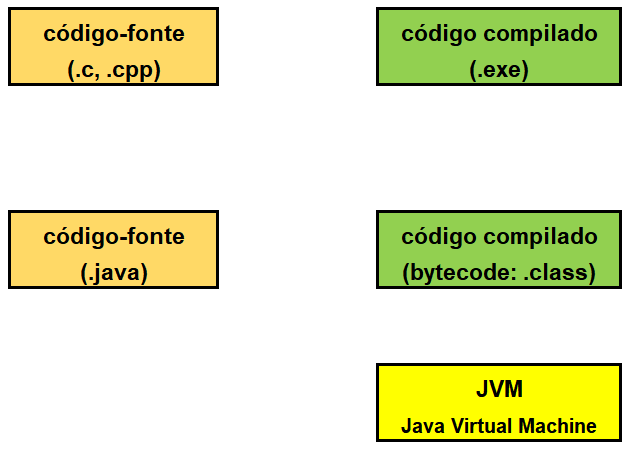 código-fonte
(.c, .cpp)
código compilado
(.exe)
código-fonte
(.java)
código compilado
(bytecode: .class)
JVM
Java Virtual Machine